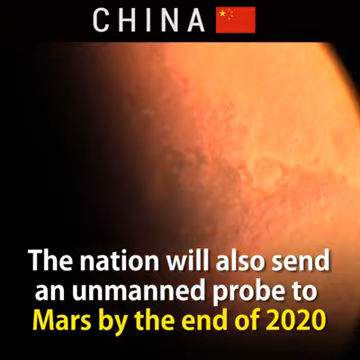 CHINA
The nation will also send
an unmanned probe to
Mars by the end of 2020